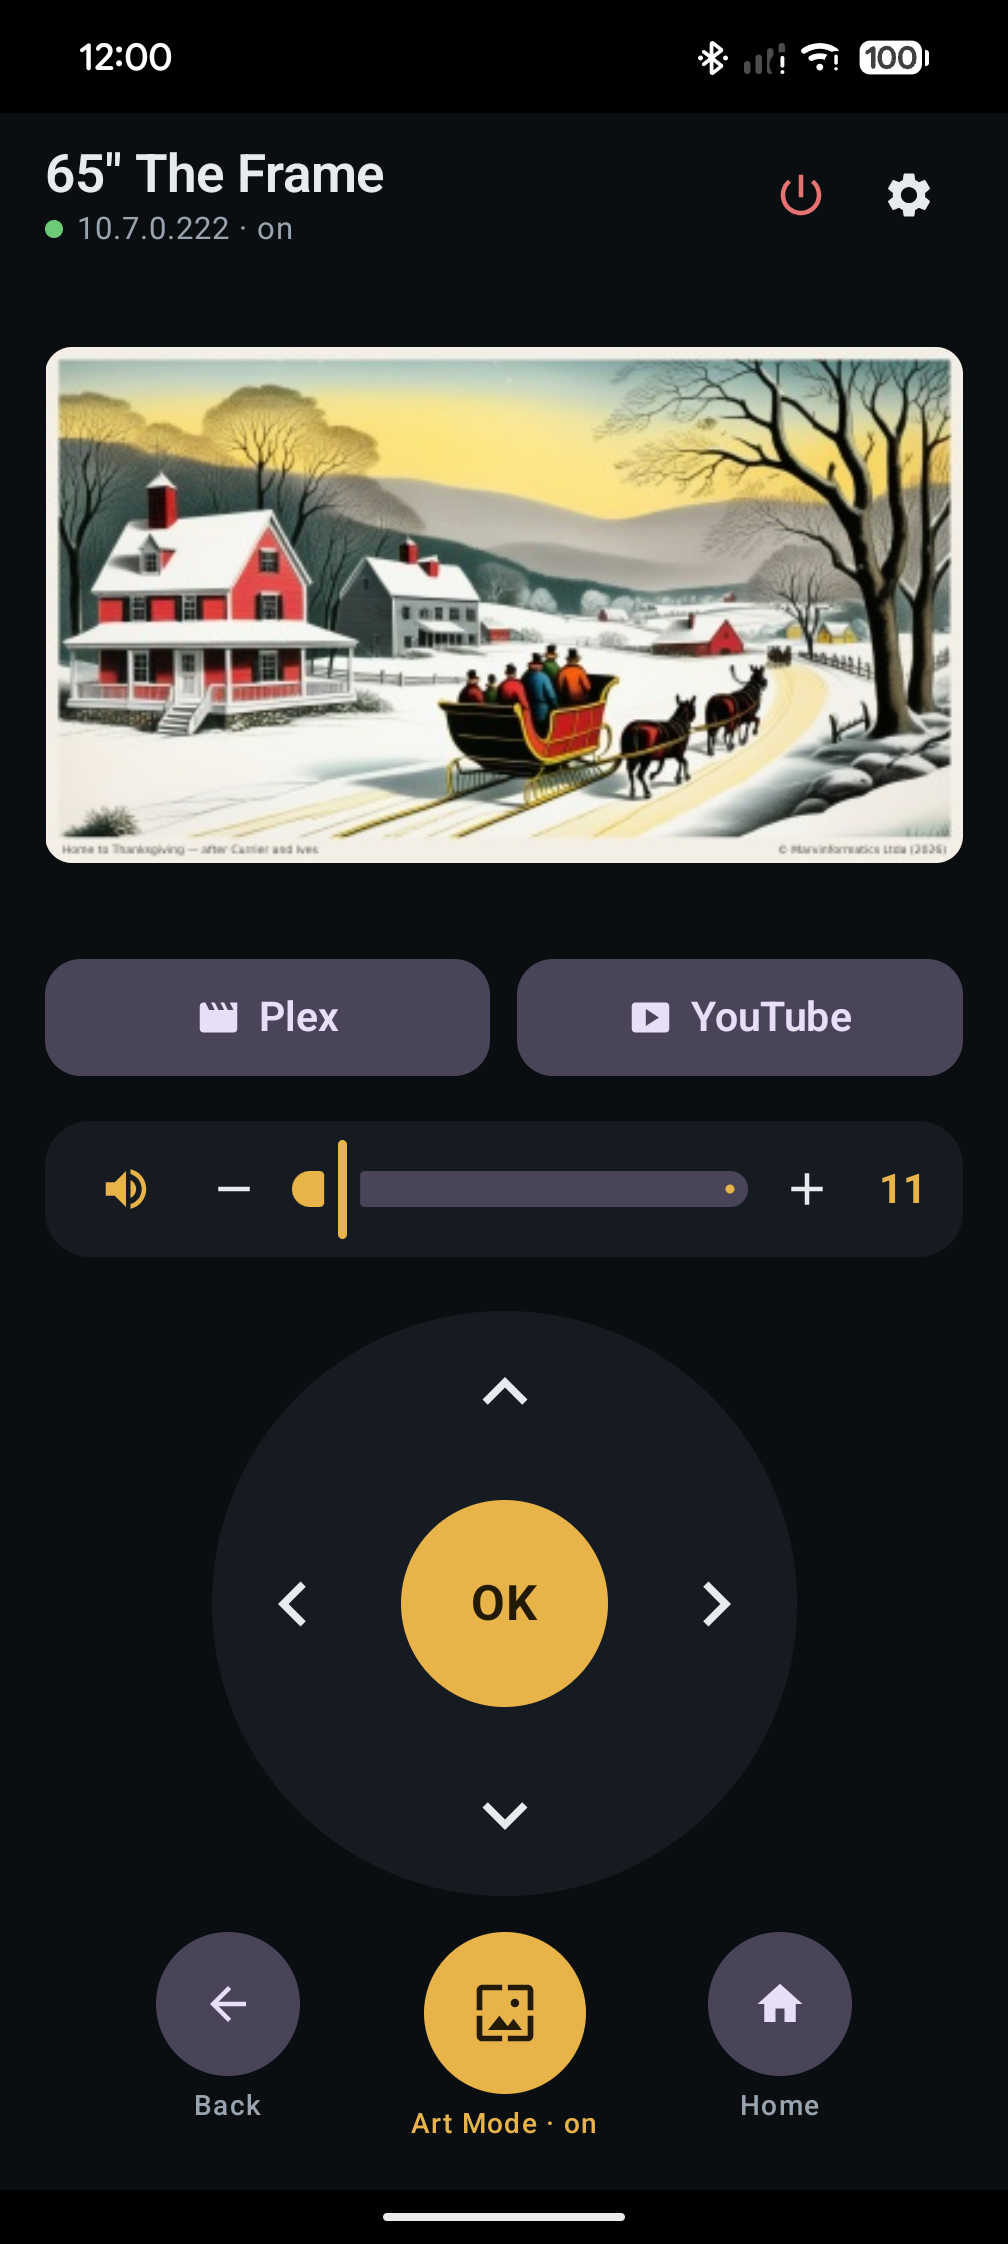 12:00
100
65" The Frame
10.7.0.222 · on
Home to Thanksgiving — after Currier and Ives
© Marvinformatics Ltda (2026)
Plex
YouTube
11
OK
Back
Art Mode · on
Home